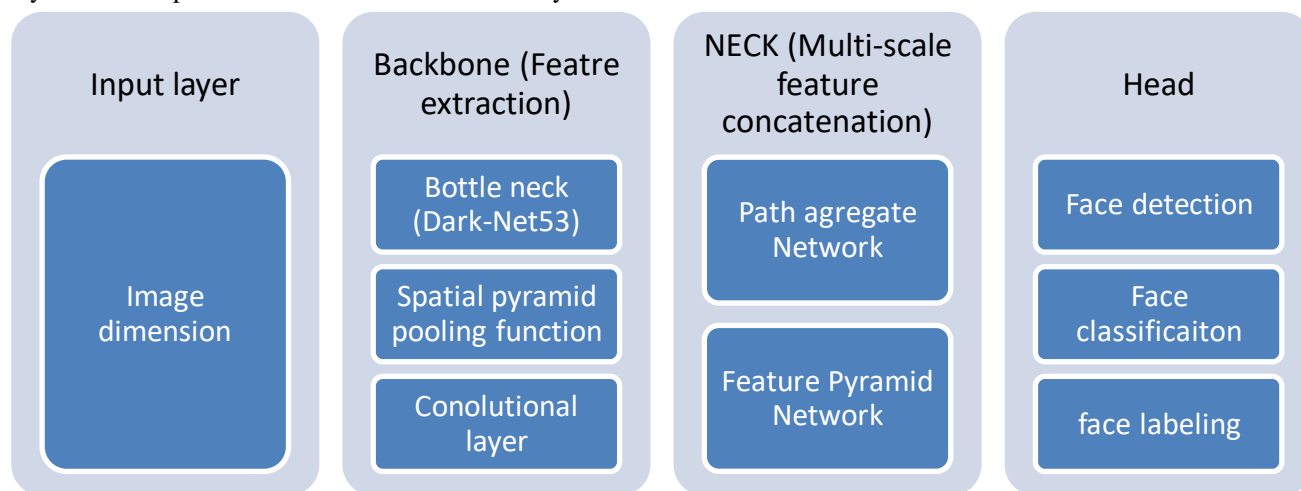 Input layer
Image
dimension
Backbone (Featre
extraction)
Bottle neck
(Dark-Net53)
Spatial pyramid
pooling function
Conolutional
layer
NECK (Multi-scale
feature
concatenation)
Path agregate
Network
Feature Pyramid
Network
Head
Face detection
Face
classificaiton
face labeling